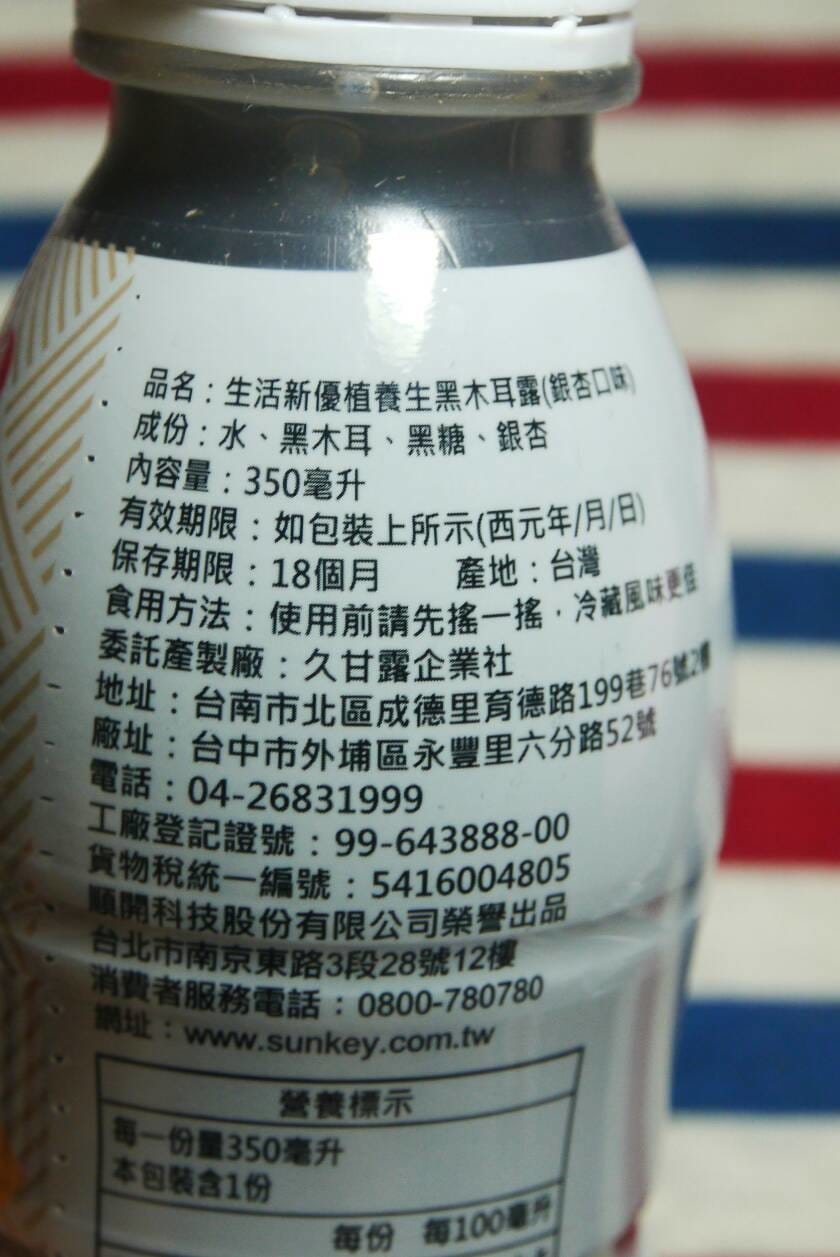 品名：生活新優植養生黑木耳露(銀杏口味)
成份：水、黑木耳、黑糖、銀杏
內容量：350毫升
有效期限：如包裝上所示(西元年/月/日)
保存期限：18個月 產地：台灣
食用方法：使用前請先搖一搖，冷藏風味更佳
委託產製廠：久甘露企業社
地址：台南市北區成德里育德路199巷76號2樓
廠址：台中市外埔區永豐里六分路52號
電話：04-26831999
工廠登記證號：99-643888-00
貨物稅統一編號：5416004805
順開科技股份有限公司榮譽出品
台北市南京東路3段28號12樓
消費者服務電話：0800-780780
網址：www.sunkey.com.tw
營養標示
每一份量350毫升
本包裝含1份
每份 每100毫升